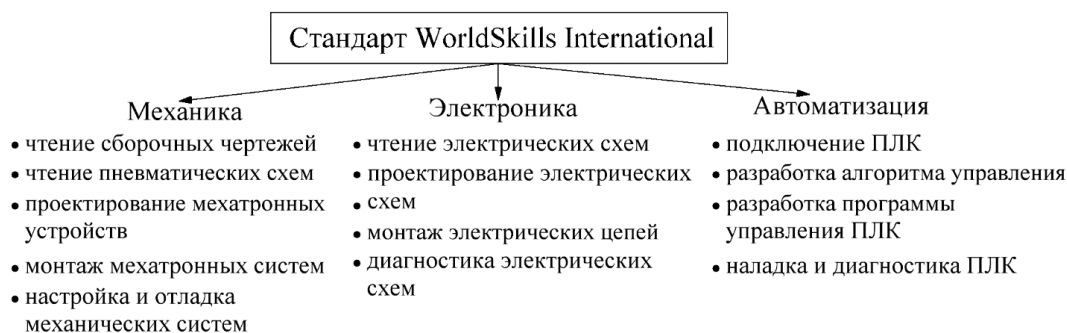 Стандарт WorldSkills International
Механика
• чтение сборочных чертежей
• чтение пневматических схем
• проектирование мехатронных
устройств
• монтаж мехатронных систем
• настройка и отладка
механических систем
Электроника
• чтение электрических схем
• проектирование электрических
• схем
• монтаж электрических цепей
• диагностика электрических
схем
Автоматизация
• подключение ПЛК
• разработка алгоритма управления
• разработка программы
управления ПЛК
• наладка и диагностика ПЛК